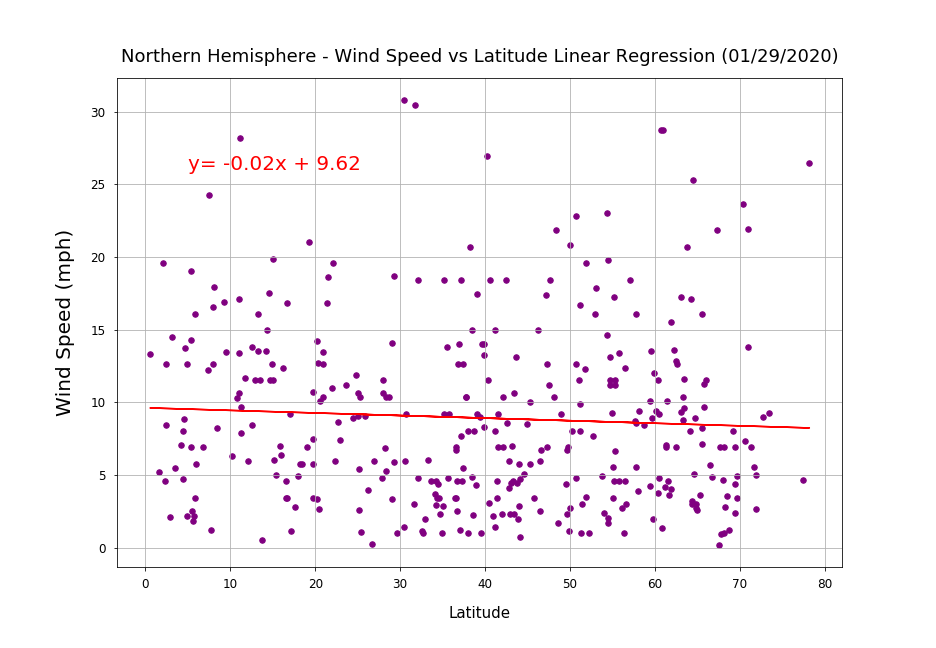 Northern Hemisphere - Wind Speed vs Latitude Linear Regression (01/29/2020)
30
y= -0.02x + 9.62
25
20
15
10
5
0
Wind Speed (mph)
0 10 20 30 40 50 60 70 80
Latitude